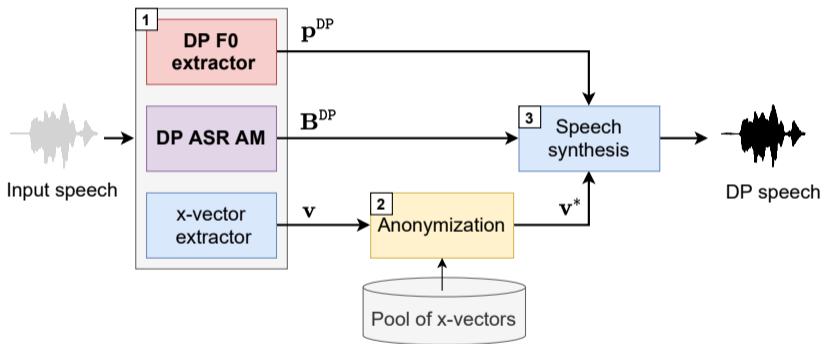 1
DP F0
extractor
p^DP
DP ASR AM
B^DP
x-vector
extractor
v
2
Anonymization
v*
3
Speech
synthesis
Input speech
DP speech
Pool of x-vectors